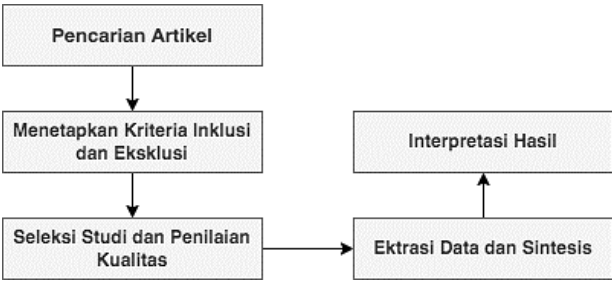 Pencarian Artikel
Menetapkan Kriteria Inklusi
dan Eksklusi
Seleksi Studi dan Penilaian
Kualitas
Ektrasi Data dan Sintesis
Interpretasi Hasil